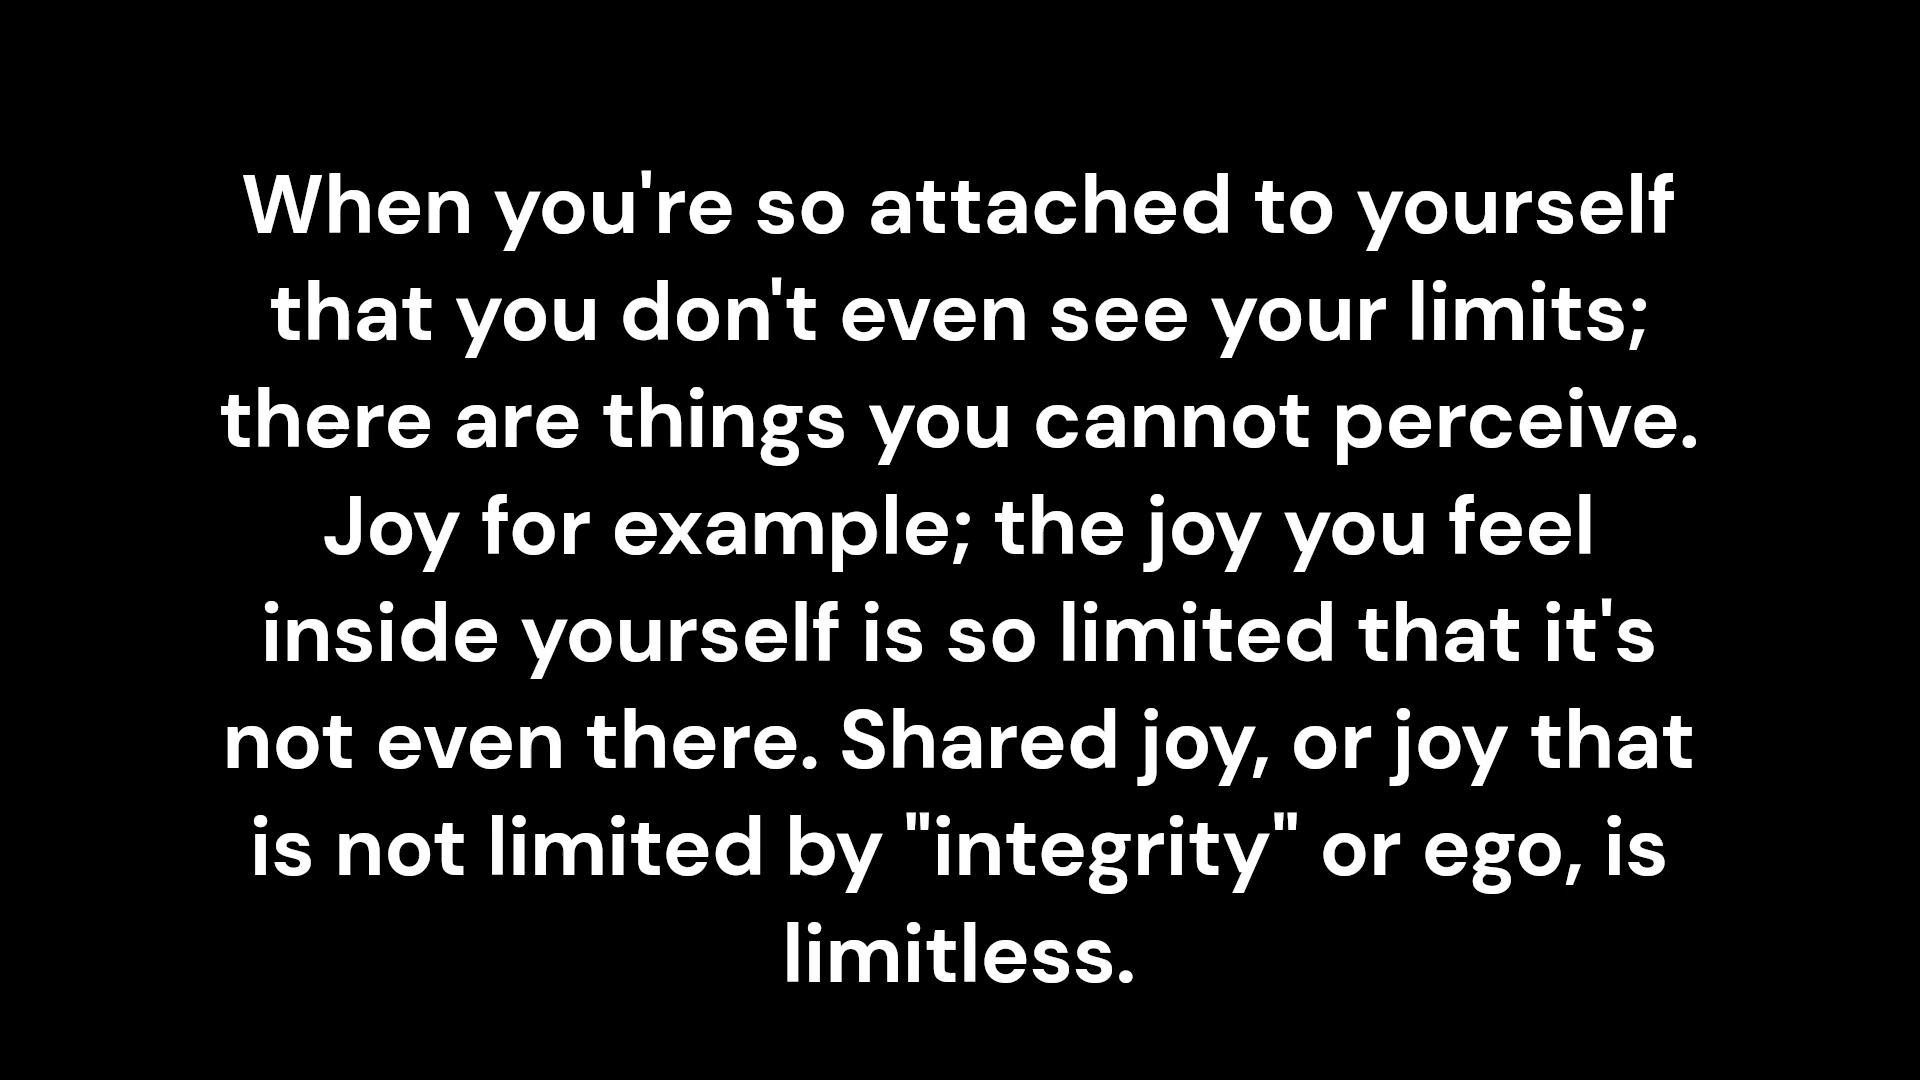 When you're so attached to yourself
that you don't even see your limits;
there are things you cannot perceive.
Joy for example; the joy you feel
inside yourself is so limited that it's
not even there. Shared joy, or joy that
is not limited by "integrity" or ego, is
limitless.